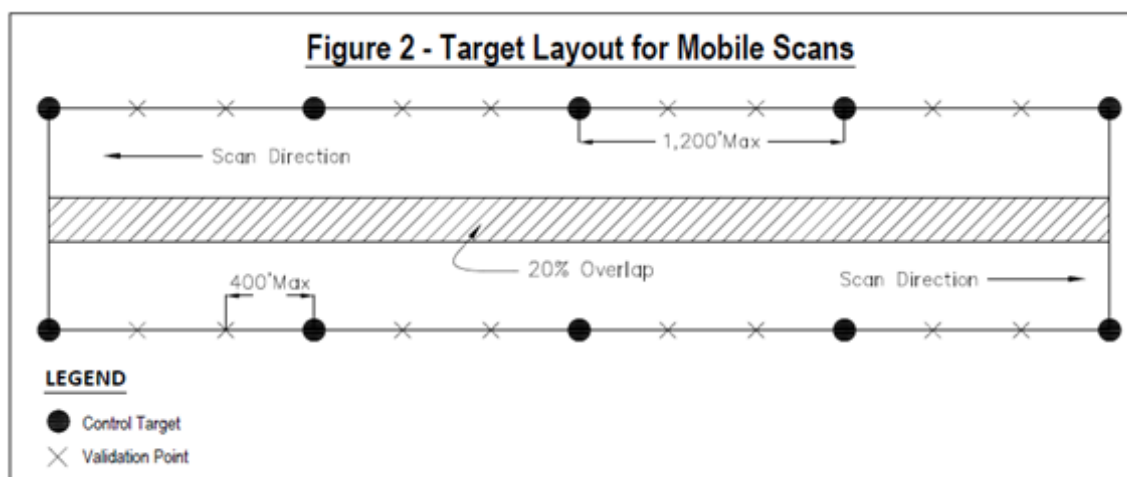 Figure 2 - Target Layout for Mobile Scans
1,200'Max
Scan Direction
20% Overlap
400'Max
Scan Direction
LEGEND
Control Target
Validation Point